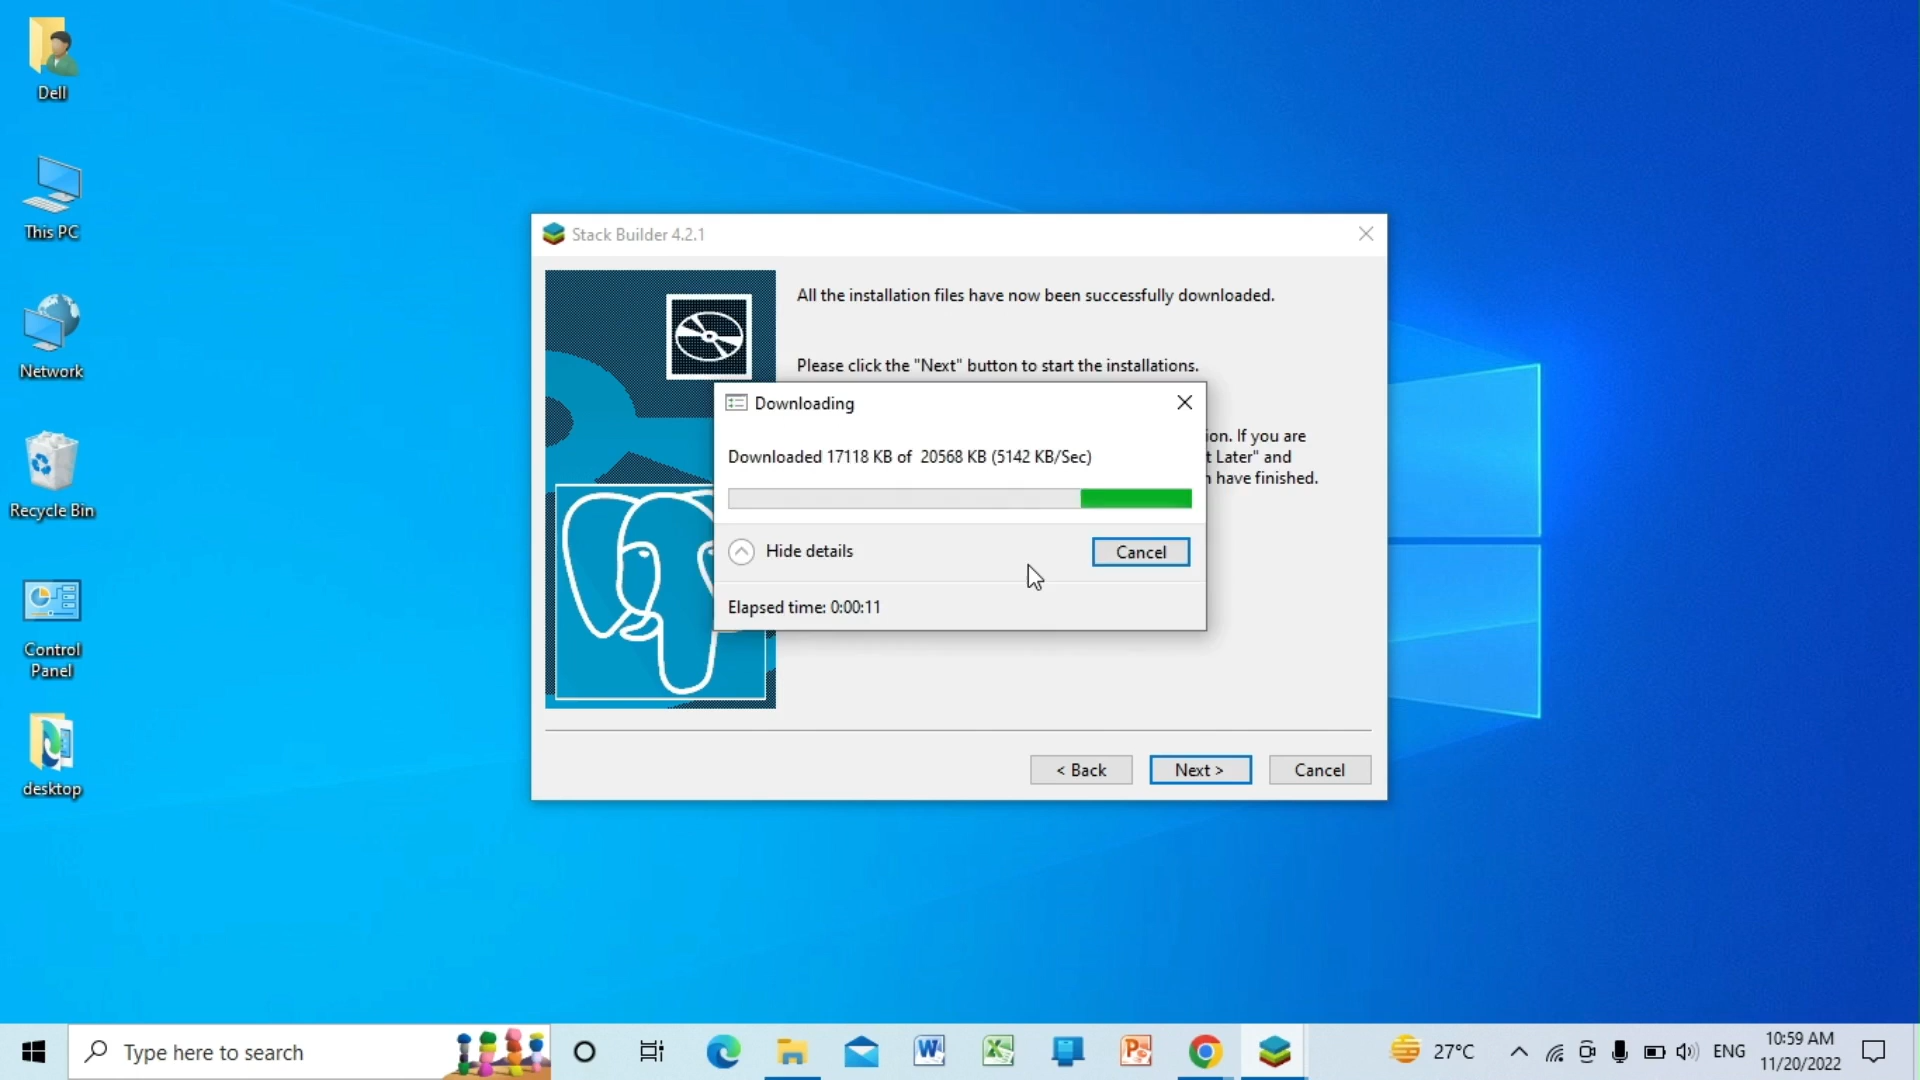 Dell
This PC
Network
Recycle Bin
Control
Panel
desktop
Stack Builder 4.2.1
All the installation files have now been successfully downloaded.
Please click the "Next" button to start the installations.
ion. If you are
t Later" and
have finished.
Downloading
Downloaded 17118 KB of 20568 KB (5142 KB/Sec)
Hide details
Cancel
Elapsed time: 0:00:11
< Back
Next >
Cancel
Type here to search
27°C
ENG
10:59 AM
11/20/2022